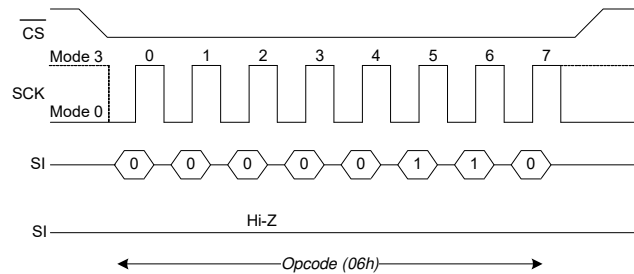 CS
Mode 3 0 1 2 3 4 5 6 7
SCK
Mode 0
SI 0 0 0 0 0 1 1 0
Hi-Z
SI
Opcode (06h)